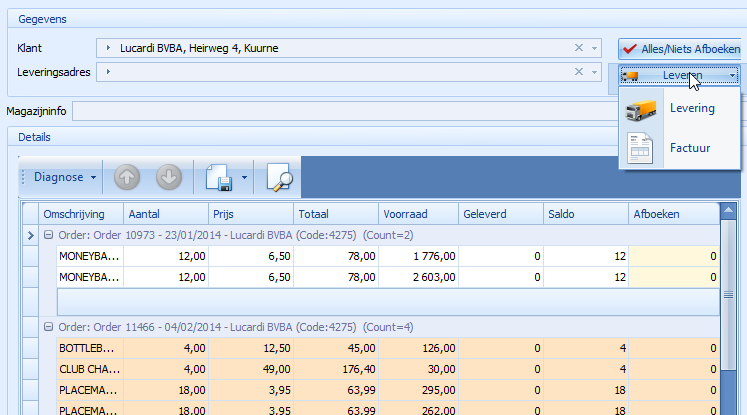 Gegevens
Klant Lucardi BVBA, Heirweg 4, Kuurne Alles/Niets Afboeken
Leveringsadres Leveren
Levering
Magazijninfo
Details
Factuur
Diagnose
Omschrijving Aantal Prijs Totaal Voorraad Geleverd Saldo Afboeken
Order: Order 10973 - 23/01/2014 - Lucardi BVBA (Code:4275) (Count=2)
MONEYBA... 12,00 6,50 78,00 1 776,00 0 12 0
MONEYBA... 12,00 6,50 78,00 2 603,00 0 12 0
Order: Order 11466 - 04/02/2014 - Lucardi BVBA (Code:4275) (Count=4)
BOTTLEB... 4,00 12,50 45,00 126,00 0 4 0
CLUB CHA... 4,00 49,00 176,40 30,00 0 4 0
PLACEMA... 18,00 3,95 63,99 295,00 0 18 0
PLACEMA... 18,00 3,95 63,99 262,00 0 18 0